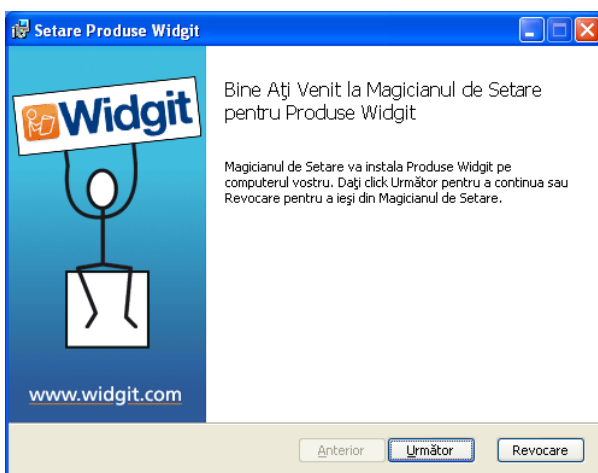 Setare Produse Widgit
Widgit
Bine Aţi Venit la Magicianul de Setare
pentru Produse Widgit
Magicianul de Setare va instala Produse Widgit pe
computerul vostru. Daţi click Următor pentru a continua sau
Revocare pentru a ieşi din Magicianul de Setare.
www.widgit.com
Anterior
Următor
Revocare